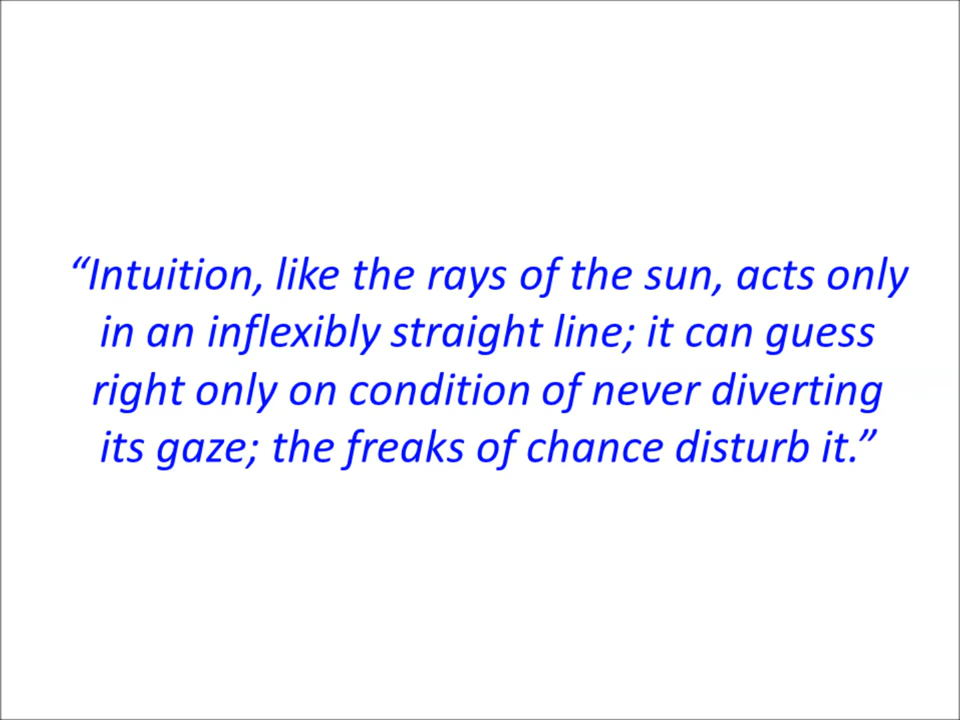 “Intuition, like the rays of the sun, acts only
in an inflexibly straight line; it can guess
right only on condition of never diverting
its gaze; the freaks of chance disturb it.”